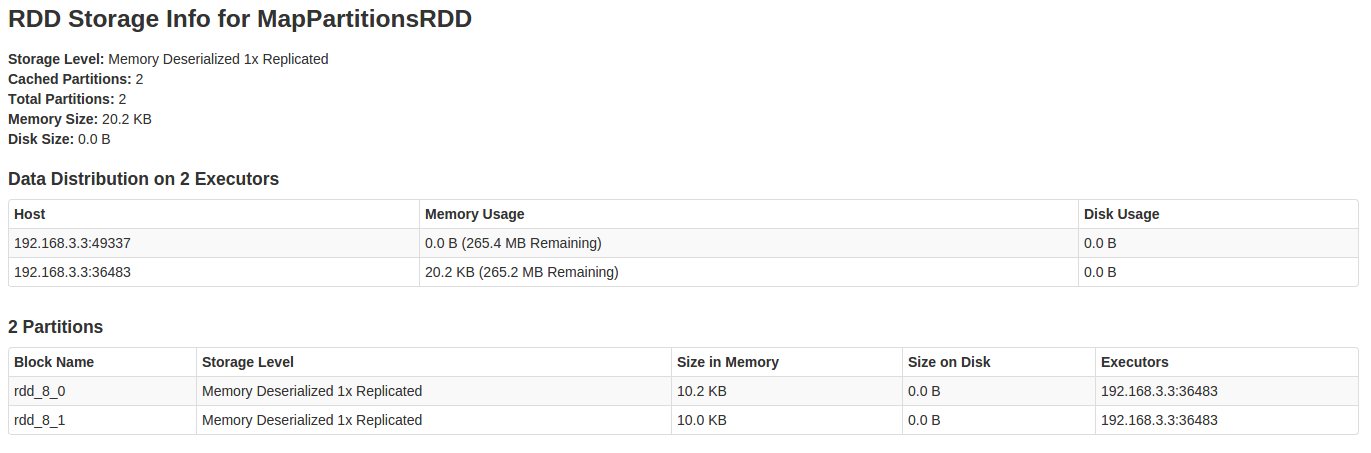 RDD Storage Info for MapPartitionsRDD
Storage Level: Memory Deserialized 1x Replicated
Cached Partitions: 2
Total Partitions: 2
Memory Size: 20.2 KB
Disk Size: 0.0 B
Data Distribution on 2 Executors
Host Memory Usage Disk Usage
192.168.3.3:49337 0.0 B (265.4 MB Remaining) 0.0 B
192.168.3.3:36483 20.2 KB (265.2 MB Remaining) 0.0 B
2 Partitions
Block Name Storage Level Size in Memory Size on Disk Executors
rdd_8_0 Memory Deserialized 1x Replicated 10.2 KB 0.0 B 192.168.3.3:36483
rdd_8_1 Memory Deserialized 1x Replicated 10.0 KB 0.0 B 192.168.3.3:36483